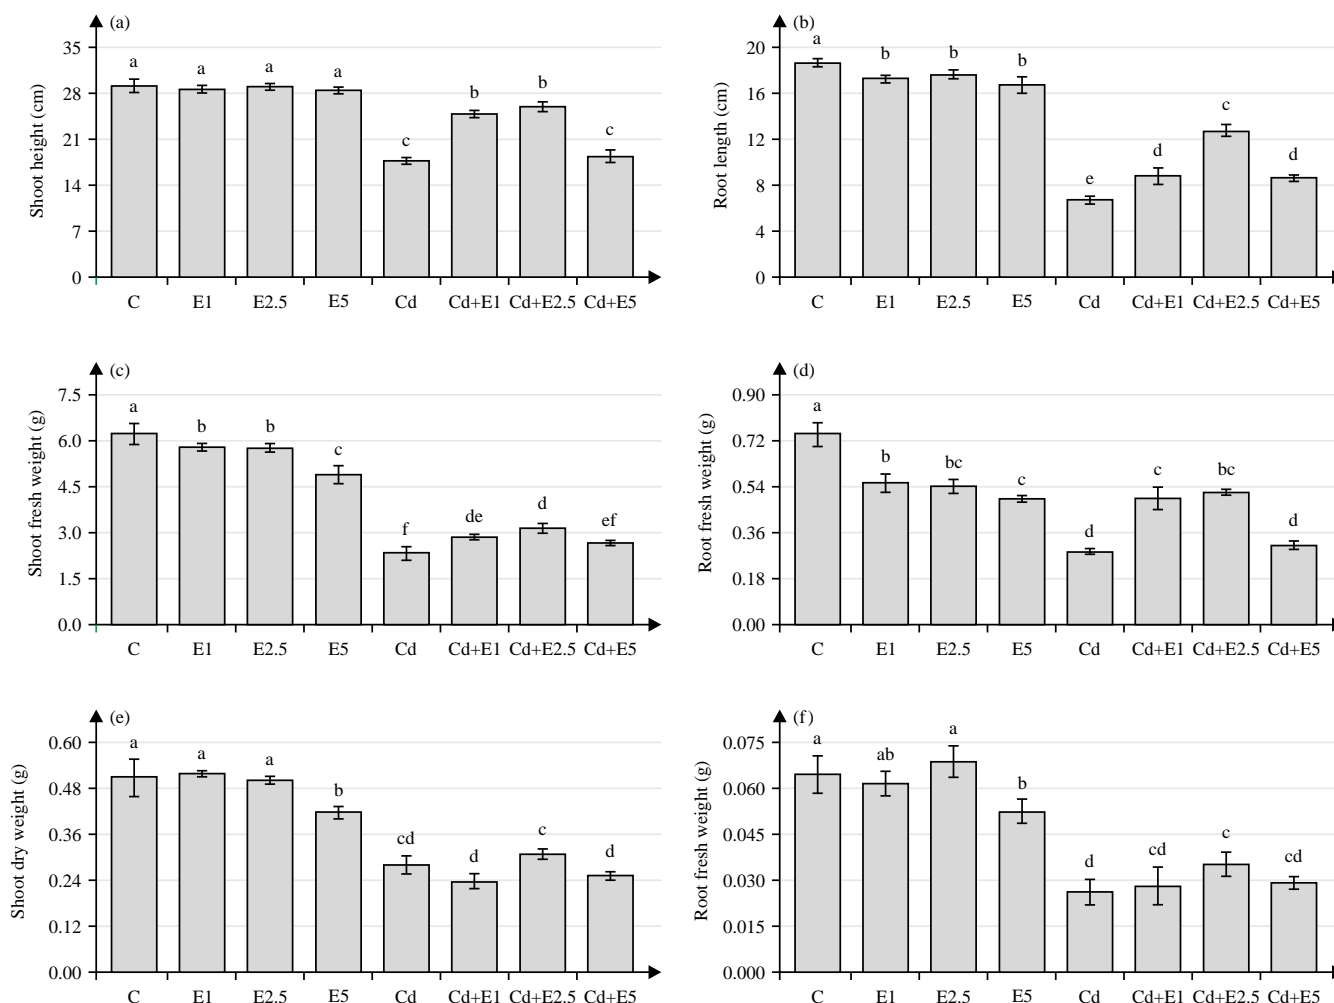 (a)
35
28
21
14
7
0
Shoot height (cm)
a
a
a
a
c
b
b
c
C E1 E2.5 E5 Cd Cd+E1 Cd+E2.5 Cd+E5
(b)
20
16
12
8
4
0
Root length (cm)
a
b
b
b
e
d
c
d
C E1 E2.5 E5 Cd Cd+E1 Cd+E2.5 Cd+E5
(c)
7.5
6.0
4.5
3.0
1.5
0.0
Shoot fresh weight (g)
a
b
b
c
f
de
d
ef
C E1 E2.5 E5 Cd Cd+E1 Cd+E2.5 Cd+E5
(d)
0.90
0.72
0.54
0.36
0.18
0.00
Root fresh weight (g)
a
b
bc
c
d
c
bc
d
C E1 E2.5 E5 Cd Cd+E1 Cd+E2.5 Cd+E5
(e)
0.60
0.48
0.36
0.24
0.12
0.00
Shoot dry weight (g)
a
a
a
b
cd
d
c
d
C E1 E2.5 E5 Cd Cd+E1 Cd+E2.5 Cd+E5
(f)
0.075
0.060
0.045
0.030
0.015
0.000
Root fresh weight (g)
a
ab
a
b
d
cd
c
cd
C E1 E2.5 E5 Cd Cd+E1 Cd+E2.5 Cd+E5